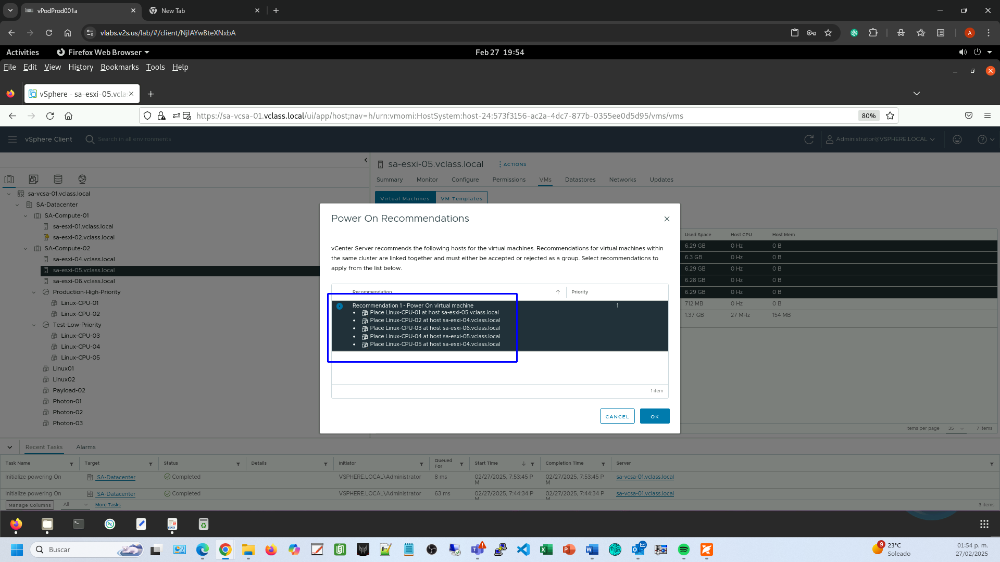 vPodProd001a
New Tab
vlabs.v2s.us/lab/#/client/NjIAYwBteXNxbA
A
Activities
Firefox Web Browser
Feb 27 19:54
File Edit View History Bookmarks Tools Help
vSphere - sa-esxi-05.vcla
https://sa-vcsa-01.vclass.local/ui/app/host;nav=h/urn:vmomi:HostSystem:host-24:573f3156-ac2a-4dc7-877b-0355ee0d5d95/vms/vms
80%
vSphere Client
Search in all environments
Administrator@VSPHERE.LOCAL
sa-esxi-05.vclass.local
ACTIONS
Summary Monitor Configure Permissions VMs Datastores Networks Updates
Virtual Machines VM Templates
sa-vcsa-01.vclass.local
SA-Datacenter
SA-Compute-01
sa-esxi-01.vclass.local
sa-esxi-02.vclass.local
SA-Compute-02
sa-esxi-04.vclass.local
sa-esxi-05.vclass.local
sa-esxi-06.vclass.local
Production-High-Priority
Linux-CPU-01
Linux-CPU-02
Test-Low-Priority
Linux-CPU-03
Linux-CPU-04
Linux-CPU-05
Linux01
Linux02
Payload-02
Photon-01
Photon-02
Photon-03
Power On Recommendations
vCenter Server recommends the following hosts for the virtual machines. Recommendations for virtual machines within
the same cluster are linked together and must either be accepted or rejected as a group. Select recommendations to
apply from the list below.
Recommendation Priority
Recommendation 1 - Power On virtual machine 1
• Place Linux-CPU-01 at host sa-esxi-05.vclass.local
• Place Linux-CPU-02 at host sa-esxi-04.vclass.local
• Place Linux-CPU-03 at host sa-esxi-06.vclass.local
• Place Linux-CPU-04 at host sa-esxi-05.vclass.local
• Place Linux-CPU-05 at host sa-esxi-04.vclass.local
1 item
CANCEL OK
Used Space Host CPU Host Mem
6.29 GB 0 Hz 0 B
6.3 GB 0 Hz 0 B
6.29 GB 0 Hz 0 B
6.28 GB 0 Hz 0 B
6.29 GB 0 Hz 0 B
712 MB 0 Hz 0 B
1.37 GB 27 MHz 154 MB
Items per page 35 7 items
Recent Tasks Alarms
Task Name Target Status Details Initiator Queued For Start Time Completion Time Server
Initialize powering On SA-Datacenter Completed VSPHERE.LOCAL\Administrator 8 ms 02/27/2025, 7:53:45 PM 02/27/2025, 7:53:45 PM sa-vcsa-01.vclass.local
Initialize powering On SA-Datacenter Completed VSPHERE.LOCAL\Administrator 63 ms 02/27/2025, 7:44:34 PM 02/27/2025, 7:44:34 PM sa-vcsa-01.vclass.local
Manage Columns All More Tasks 3 items
Buscar
9
23°C
Soleado
01:54 p. m.
27/02/2025